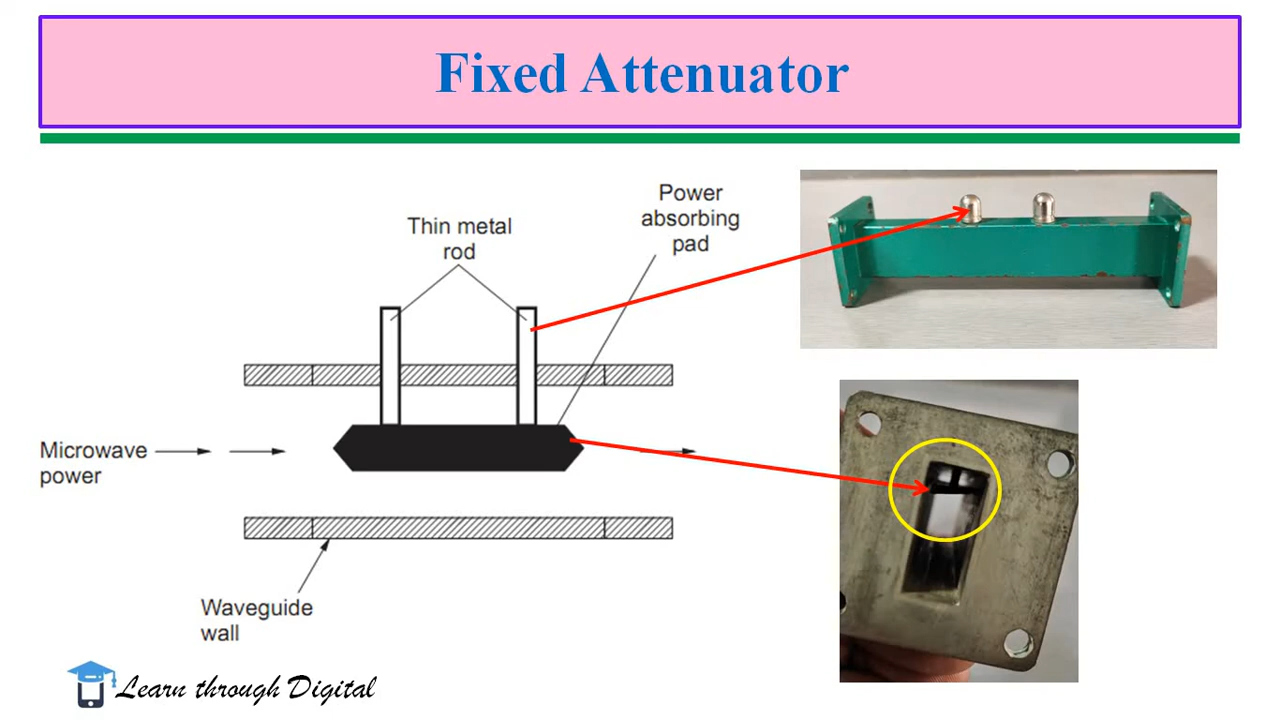 Fixed Attenuator
Thin metal
rod
Power
absorbing
pad
Microwave
power
Waveguide
wall
Learn through Digital